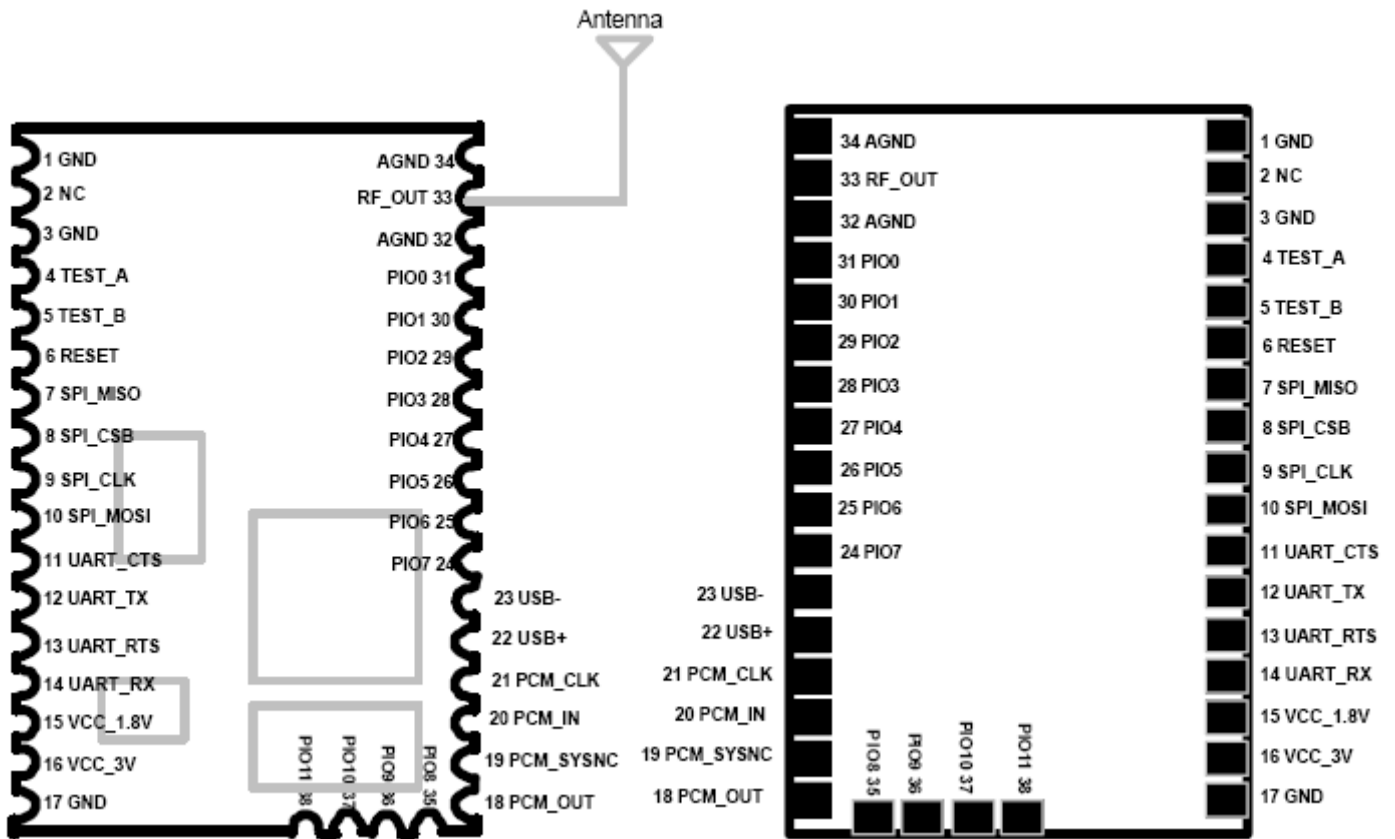 Antenna
1 GND
2 NC
3 GND
4 TEST_A
5 TEST_B
6 RESET
7 SPI_MISO
8 SPI_CSB
9 SPI_CLK
10 SPI_MOSI
11 UART_CTS
12 UART_TX
13 UART_RTS
14 UART_RX
15 VCC_1.8V
16 VCC_3V
17 GND
AGND 34
RF_OUT 33
AGND 32
PIO0 31
PIO1 30
PIO2 29
PIO3 28
PIO4 27
PIO5 26
PIO6 25
PIO7 24
23 USB-
22 USB+
21 PCM_CLK
20 PCM_IN
19 PCM_SYSNC
18 PCM_OUT
PIO11 38
PIO10 37
PIO9 36
PIO8 35
34 AGND
33 RF_OUT
32 AGND
31 PIO0
30 PIO1
29 PIO2
28 PIO3
27 PIO4
26 PIO5
25 PIO6
24 PIO7
23 USB-
22 USB+
21 PCM_CLK
20 PCM_IN
19 PCM_SYSNC
18 PCM_OUT
PIO8 35
PIO9 36
PIO10 37
PIO11 38
1 GND
2 NC
3 GND
4 TEST_A
5 TEST_B
6 RESET
7 SPI_MISO
8 SPI_CSB
9 SPI_CLK
10 SPI_MOSI
11 UART_CTS
12 UART_TX
13 UART_RTS
14 UART_RX
15 VCC_1.8V
16 VCC_3V
17 GND